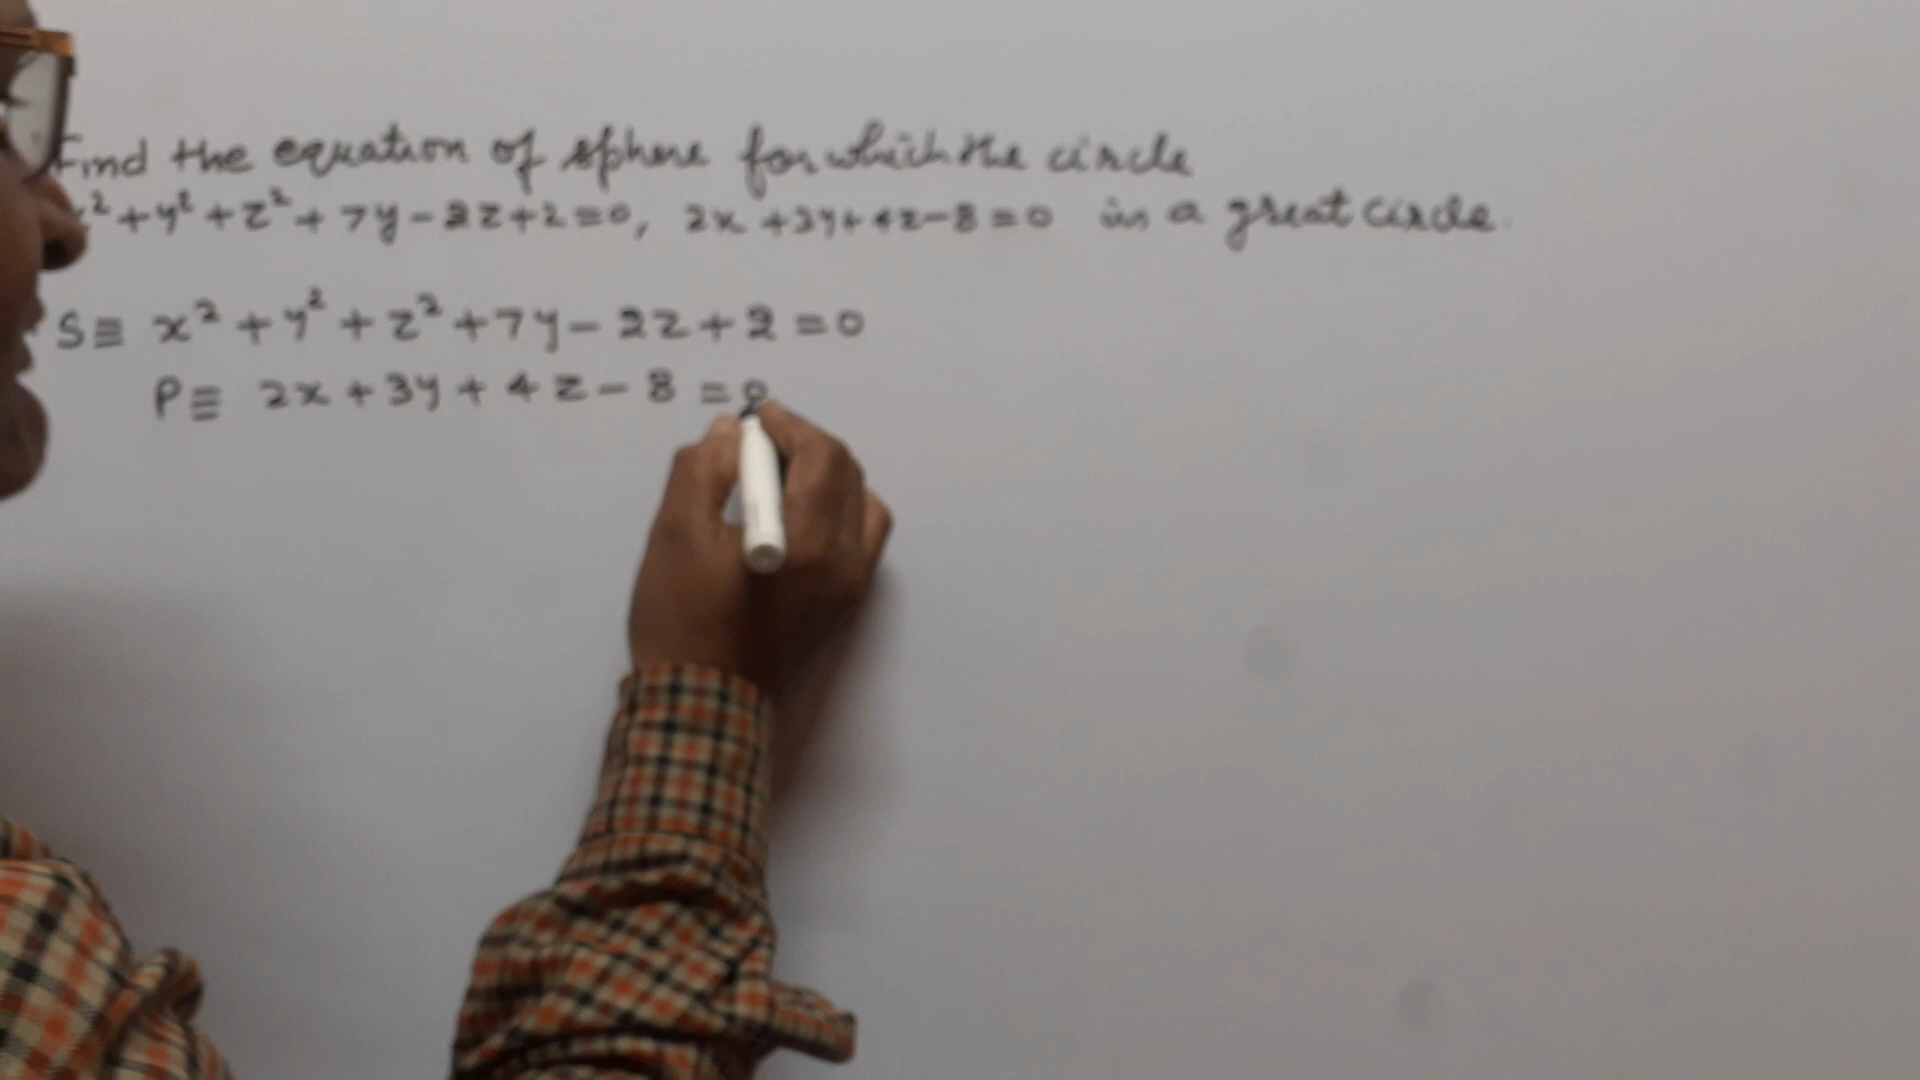 Find the equation of sphere for which the circle
x² + y² + z² + 7y - 2z + 2 = 0, 2x + 3y + 4z - 8 = 0 is a great circle.
S ≡ x² + y² + z² + 7y - 2z + 2 = 0
P ≡ 2x + 3y + 4z - 8 = 0